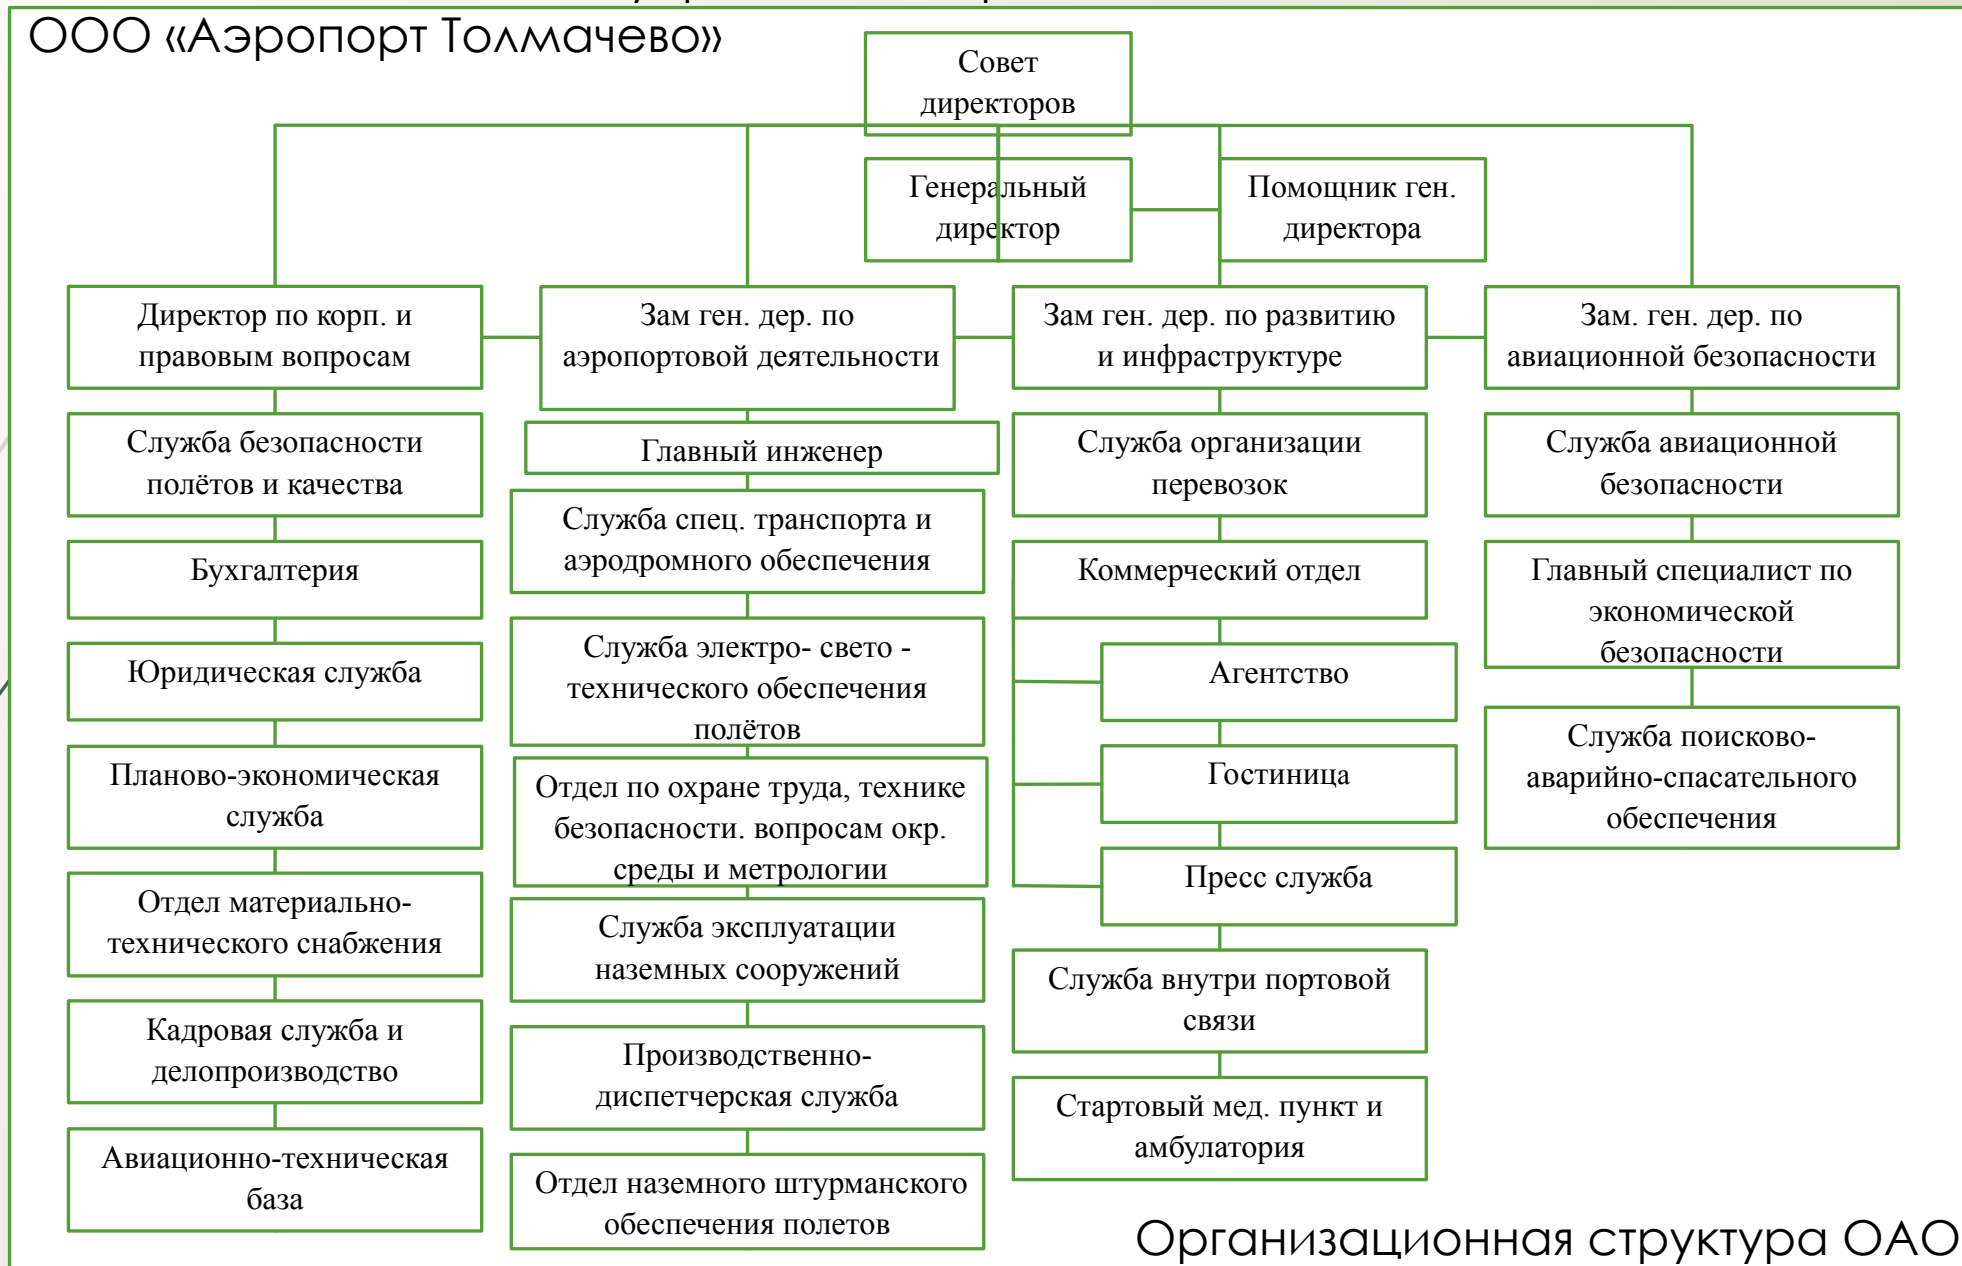 ООО «Аэропорт Толмачево»
Совет
директоров
Генеральный
директор
Помощник ген.
директора
Директор по корп. и
правовым вопросам
Служба безопасности
полётов и качества
Бухгалтерия
Юридическая служба
Планово-экономическая
служба
Отдел материально-
технического снабжения
Кадровая служба и
делопроизводство
Авиационно-техническая
база
Зам ген. дер. по
аэропортовой деятельности
Главный инженер
Служба спец. транспорта и
аэродромного обеспечения
Служба электро- свето -
технического обеспечения
полётов
Отдел по охране труда, технике
безопасности. вопросам окр.
среды и метрологии
Служба эксплуатации
наземных сооружений
Производственно-
диспетчерская служба
Отдел наземного штурманского
обеспечения полетов
Зам ген. дер. по развитию
и инфраструктуре
Служба организации
перевозок
Коммерческий отдел
Агентство
Гостиница
Пресс служба
Служба внутри портовой
связи
Стартовый мед. пункт и
амбулатория
Зам. ген. дер. по
авиационной безопасности
Служба авиационной
безопасности
Главный специалист по
экономической
безопасности
Служба поисково-
аварийно-спасательного
обеспечения
Организационная структура ОАО